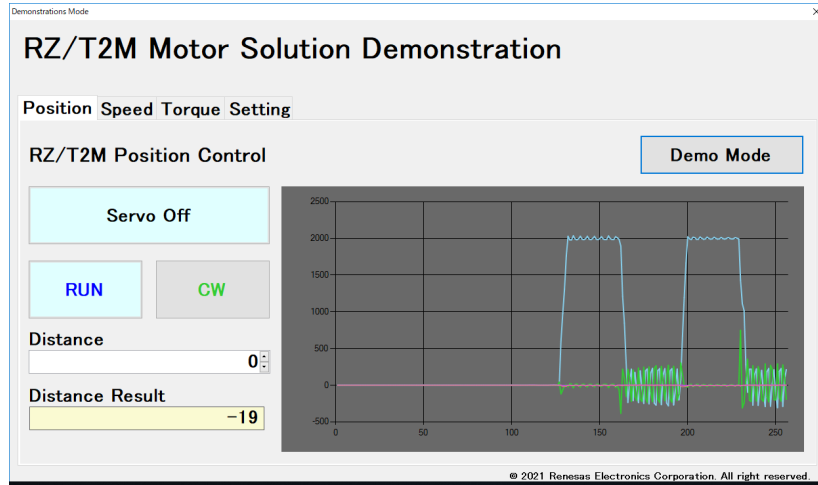 Demonstrations Mode
RZ/T2M Motor Solution Demonstration
Position Speed Torque Setting
RZ/T2M Position Control
Demo Mode
Servo Off
RUN CW
Distance
0
Distance Result
-19
2500
2000
1500
1000
500
0
-500
0 50 100 150 200 250
© 2021 Renesas Electronics Corporation. All right reserved.